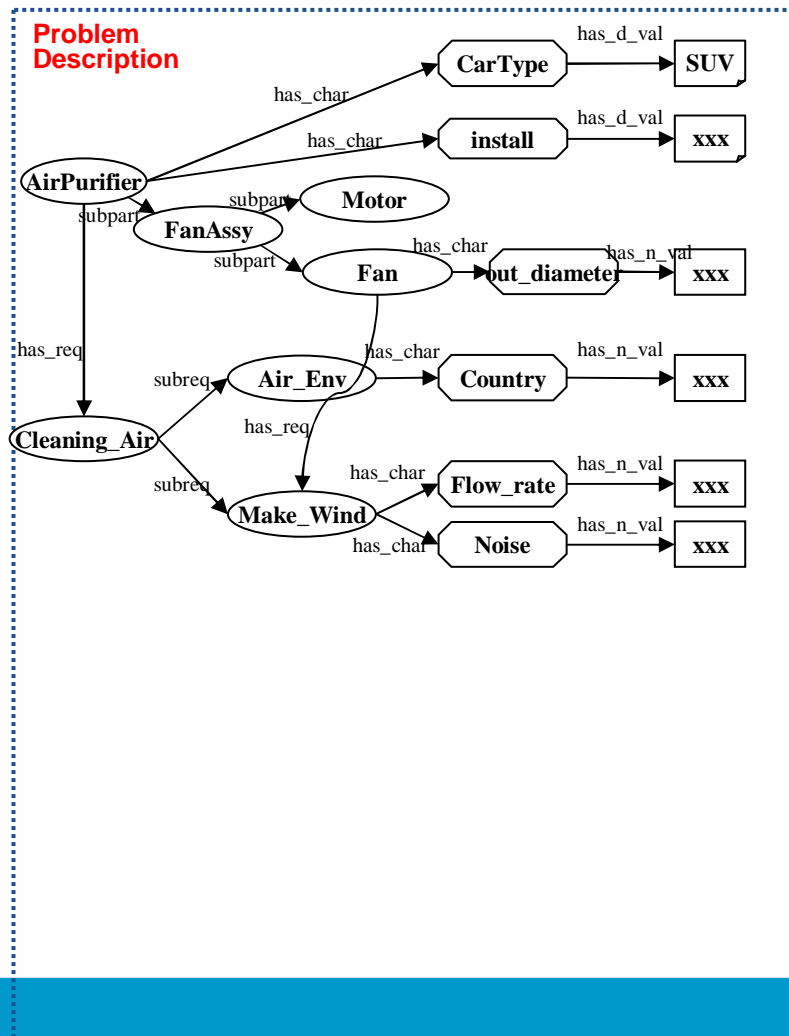 Problem
Description
has_d_val
CarType
SUV
has_char
has_d_val
has_char
install
xxx
AirPurifier
subpart
Motor
subpart
FanAssy
has_char
has_n_val
subpart
Fan
out_diameter
xxx
has_req
has_char
has_n_val
subreq
Air_Env
Country
xxx
has_req
Cleaning_Air
has_char
has_n_val
subreq
Flow_rate
xxx
Make_Wind
has_n_val
has_char
Noise
xxx